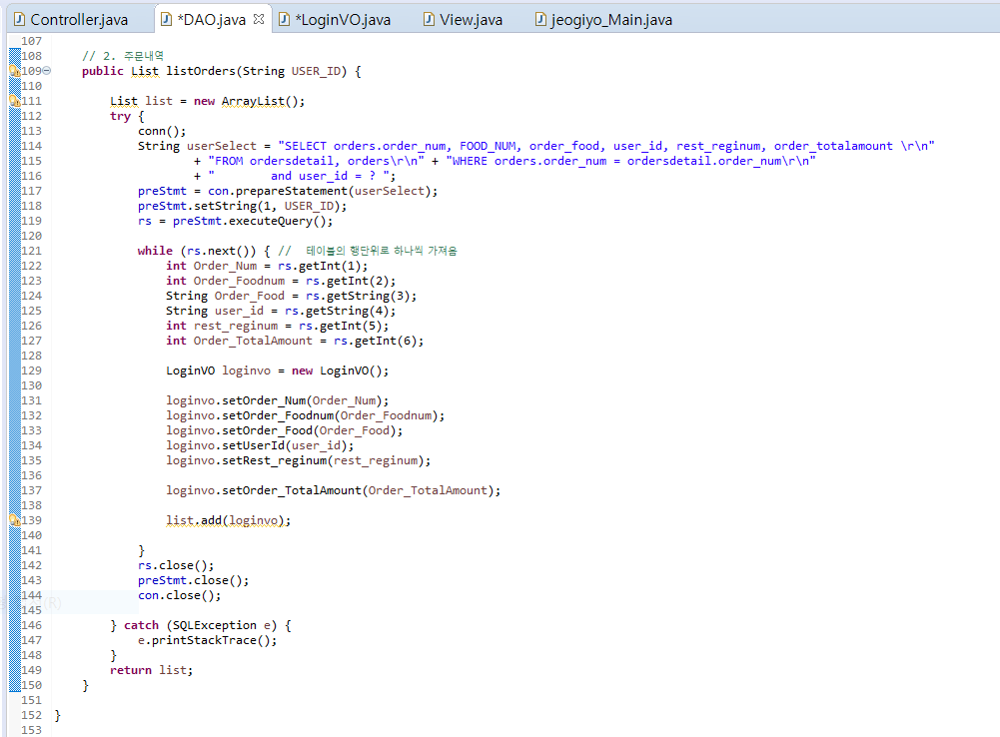 Controller.java *DAO.java *LoginVO.java View.java jeogiyo_Main.java
107
108 // 2. 주문내역
109 public List listOrders(String USER_ID) {
110
111 List list = new ArrayList();
112 try {
113 conn();
114 String userSelect = "SELECT orders.order_num, FOOD_NUM, order_food, user_id, rest_reginum, order_totalamount \r\n"
115 + "FROM ordersdetail, orders\r\n" + "WHERE orders.order_num = ordersdetail.order_num\r\n"
116 + "        and user_id = ? ";
117 preStmt = con.prepareStatement(userSelect);
118 preStmt.setString(1, USER_ID);
119 rs = preStmt.executeQuery();
120
121 while (rs.next()) { //  테이블의 행단위로 하나씩 가져옴
122 int Order_Num = rs.getInt(1);
123 int Order_Foodnum = rs.getInt(2);
124 String Order_Food = rs.getString(3);
125 String user_id = rs.getString(4);
126 int rest_reginum = rs.getInt(5);
127 int Order_TotalAmount = rs.getInt(6);
128
129 LoginVO loginvo = new LoginVO();
130
131 loginvo.setOrder_Num(Order_Num);
132 loginvo.setOrder_Foodnum(Order_Foodnum);
133 loginvo.setOrder_Food(Order_Food);
134 loginvo.setUserId(user_id);
135 loginvo.setRest_reginum(rest_reginum);
136
137 loginvo.setOrder_TotalAmount(Order_TotalAmount);
138
139 list.add(loginvo);
140
141 }
142 rs.close();
143 preStmt.close();
144 con.close();
145
146 } catch (SQLException e) {
147 e.printStackTrace();
148 }
149 return list;
150 }
151
152 }
153